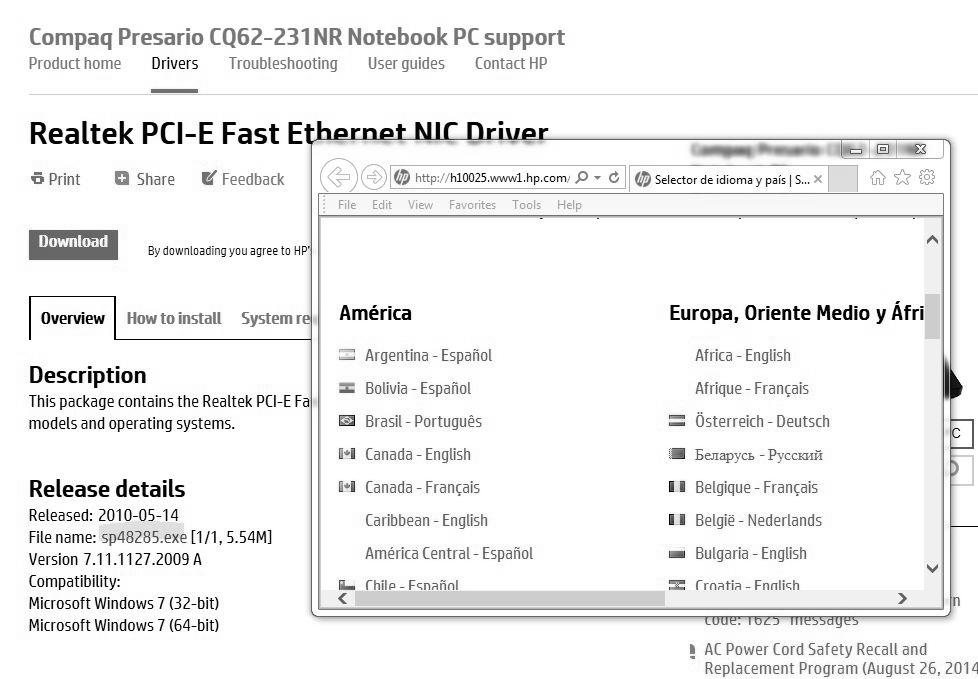 Compaq Presario CQ62-231NR Notebook PC support
Product home Drivers Troubleshooting User guides Contact HP
Realtek PCI-E Fast Ethernet NIC Driver
Print Share Feedback
Download By downloading you agree to HP'
Overview How to install System re
Description
This package contains the Realtek PCI-E Fa
models and operating systems.
Release details
Released: 2010-05-14
File name: sp48285.exe [1/1, 5.54M]
Version 7.11.1127.2009 A
Compatibility:
Microsoft Windows 7 (32-bit)
Microsoft Windows 7 (64-bit)
http://h10025.www1.hp.com/ Selector de idioma y país | S...
File Edit View Favorites Tools Help
América
Argentina - Español
Bolivia - Español
Brasil - Português
Canada - English
Canada - Français
Caribbean - English
América Central - Español
Chile - Español
Europa, Oriente Medio y Áfri
Africa - English
Afrique - Français
Österreich - Deutsch
Беларусь - Русский
Belgique - Français
België - Nederlands
Bulgaria - English
Croatia - English
code: 1625 messages
AC Power Cord Safety Recall and
Replacement Program (August 26, 2014